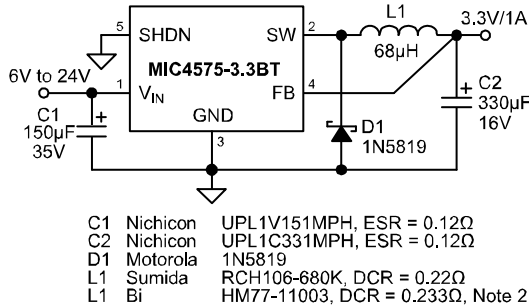 L1
3.3V/1A
5
SHDN
SW
2
68μH
MIC4575-3.3BT
6V to 24V
1
VIN
FB
4
C2
330μF
16V
C1
150μF
35V
GND
3
D1
1N5819
+
+
C1 Nichicon UPL1V151MPH, ESR = 0.12Ω
C2 Nichicon UPL1C331MPH, ESR = 0.12Ω
D1 Motorola 1N5819
L1 Sumida RCH106-680K, DCR = 0.22Ω
L1 Bi HM77-11003, DCR = 0.233Ω, Note 2